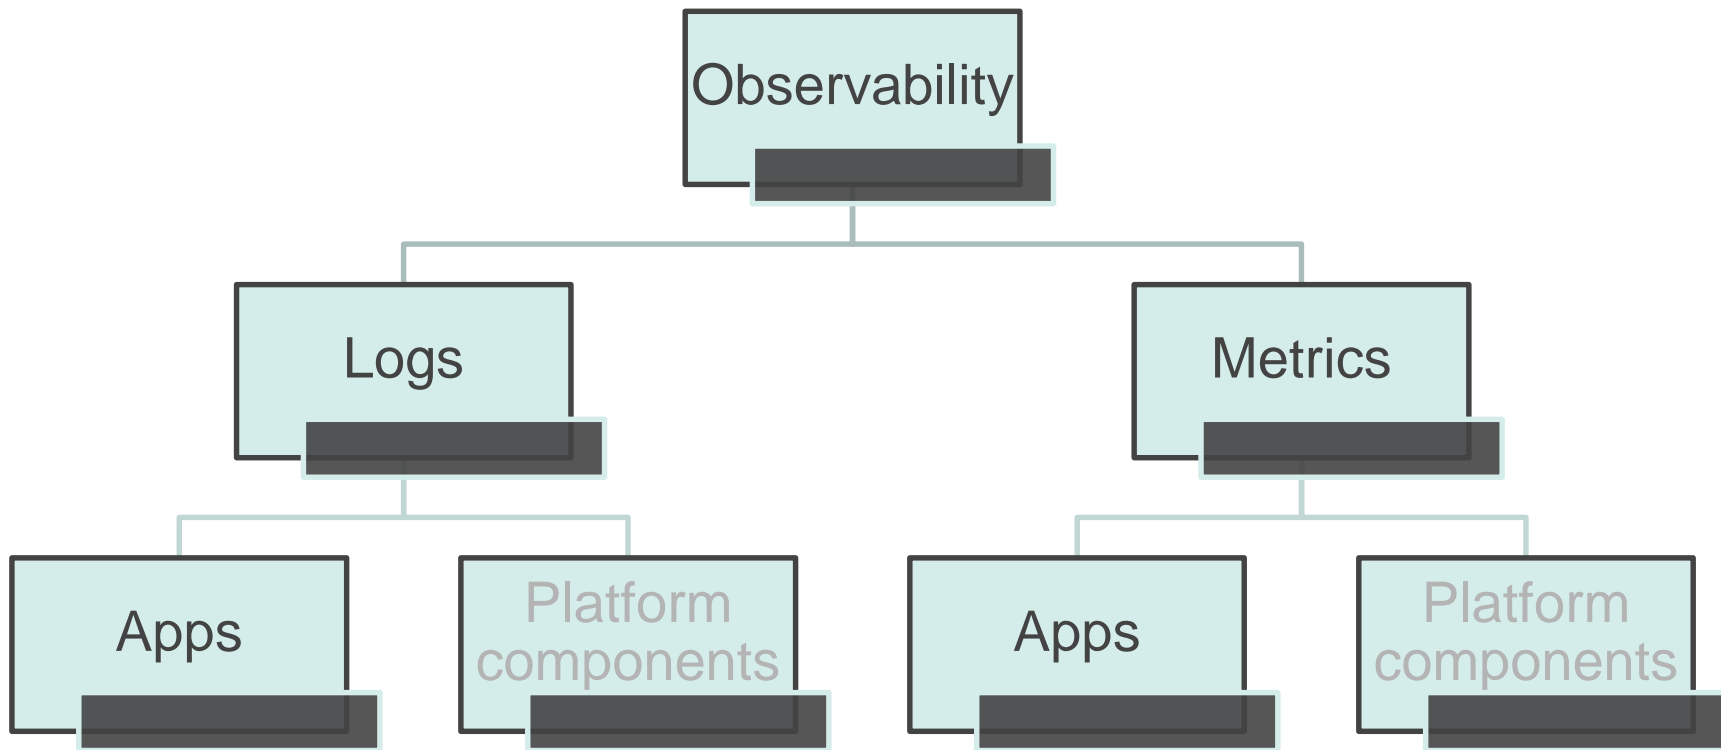 Observability
Logs
Metrics
Apps
Platform
components
Apps
Platform
components